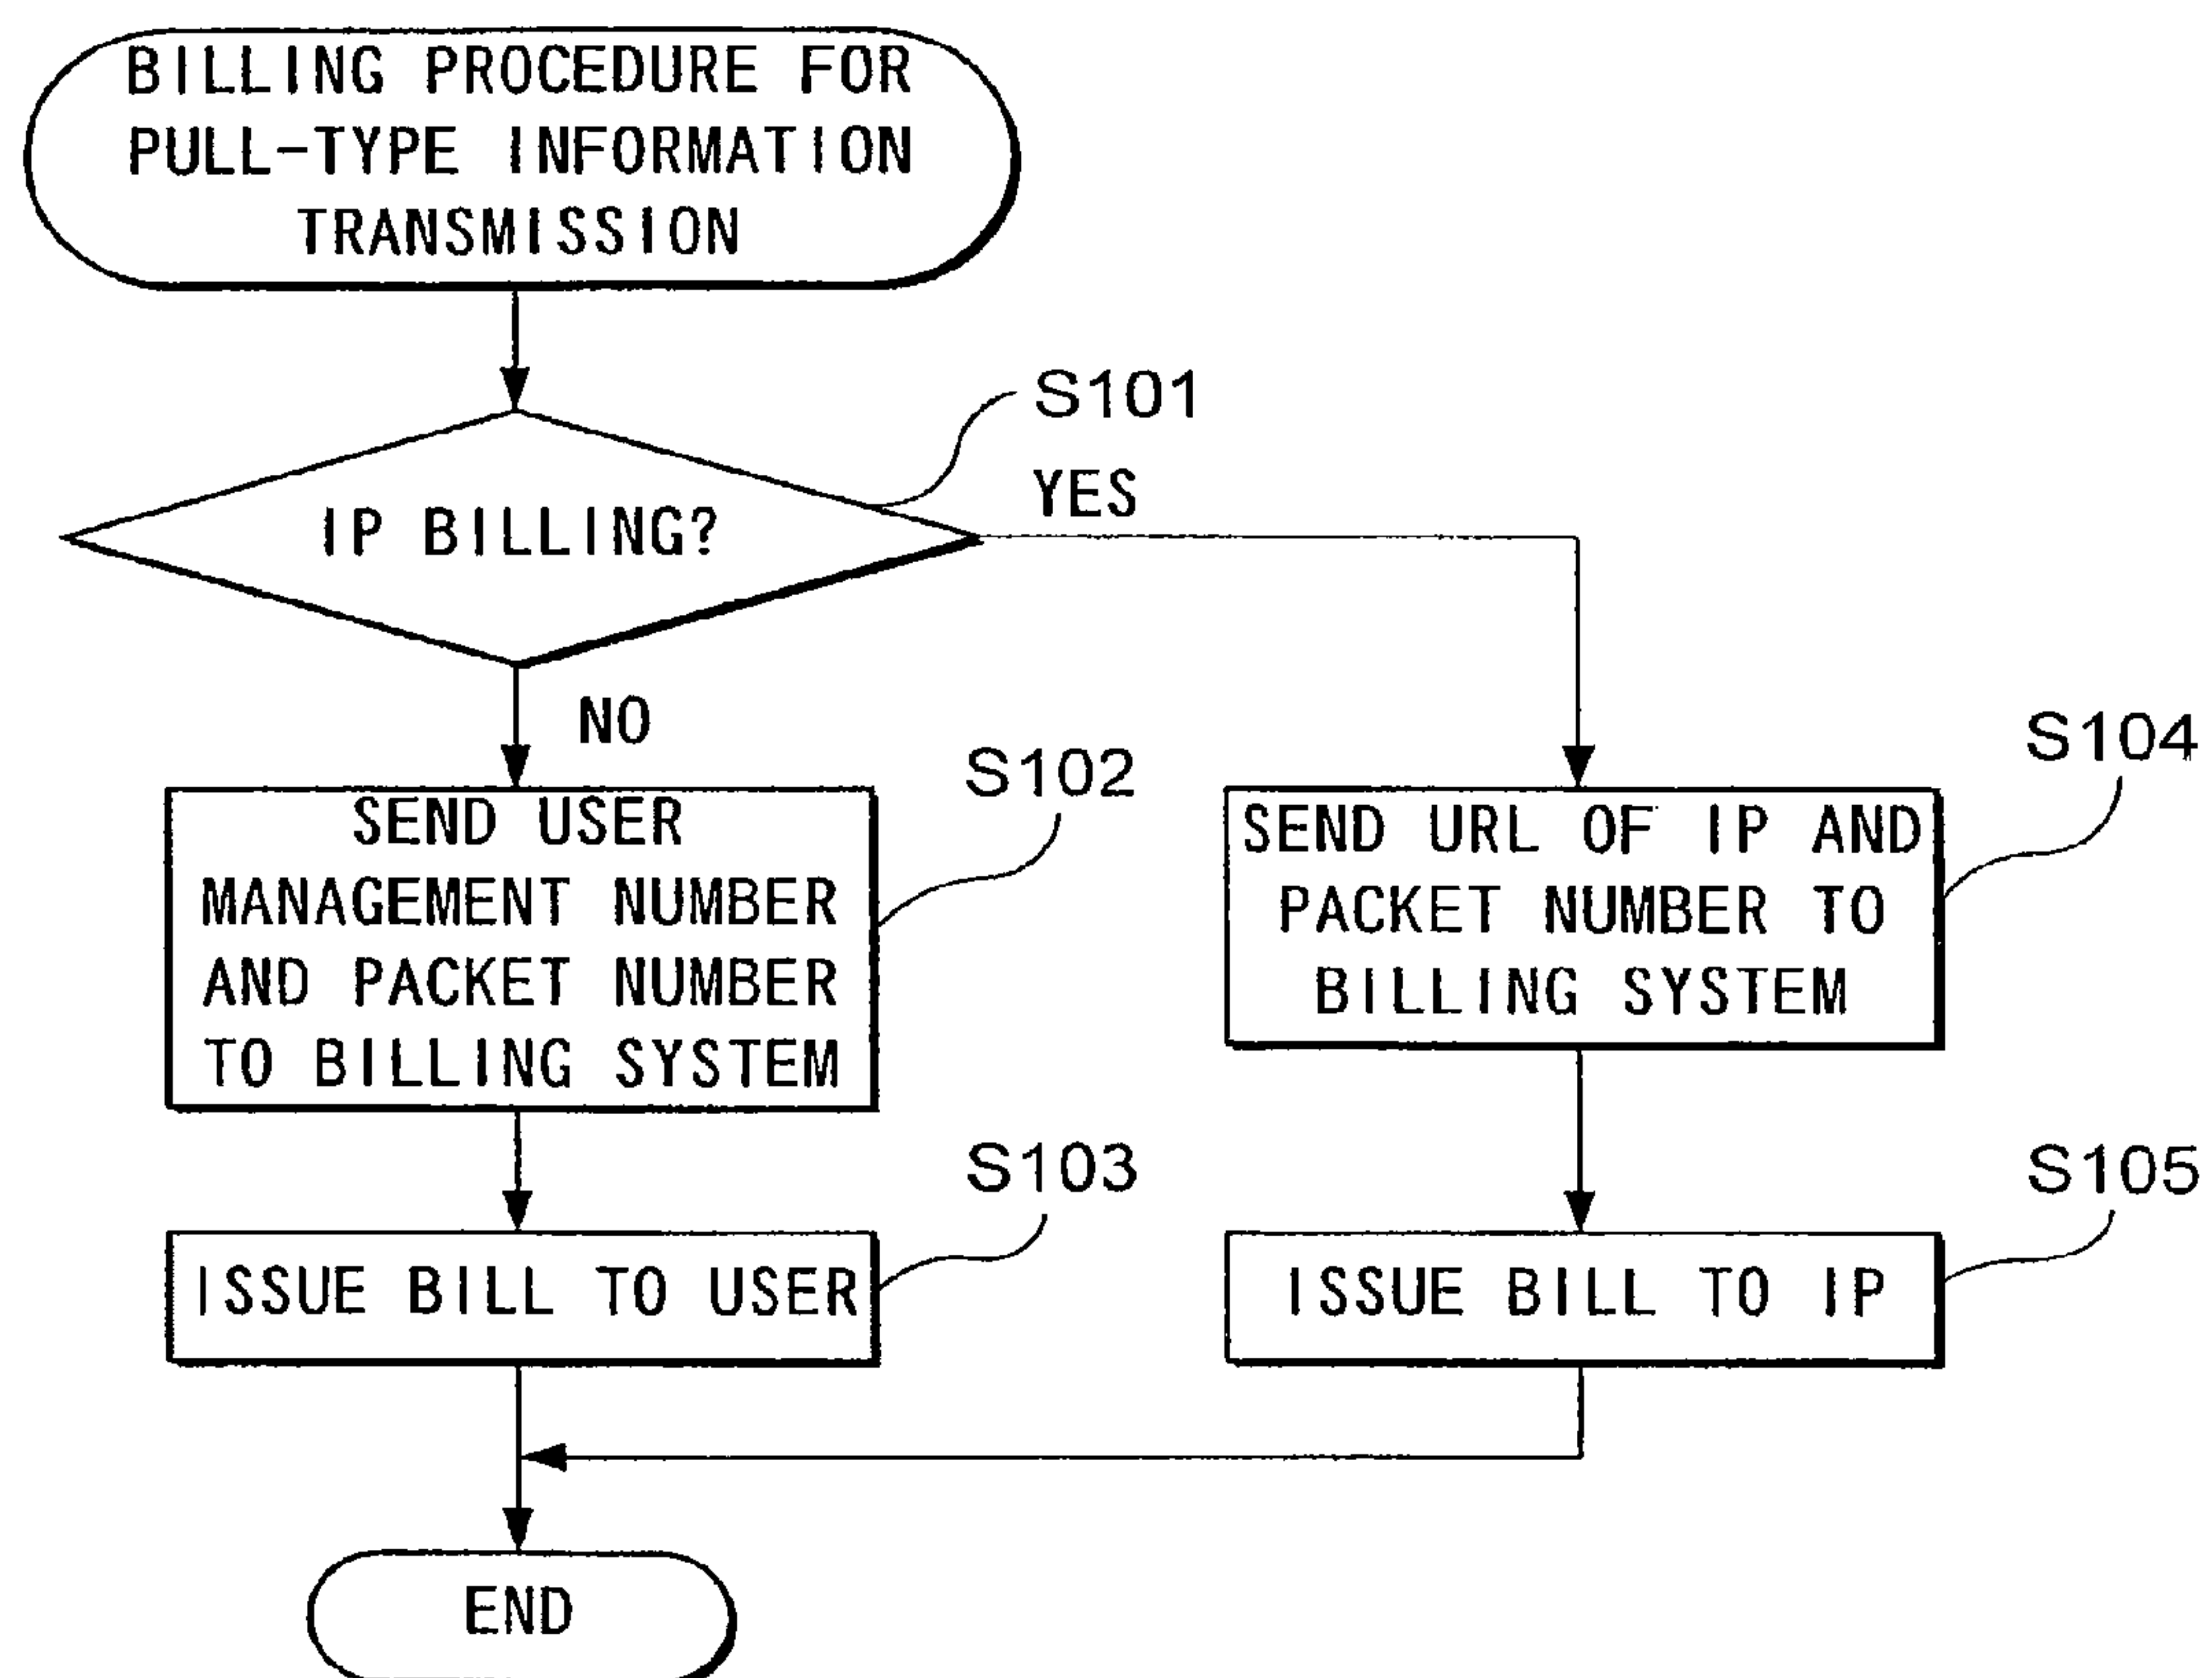 BILLING PROCEDURE FOR
PULL-TYPE INFORMATION
TRANSMISSION
S101
YES
IP BILLING?
NO
S102
SEND USER
MANAGEMENT NUMBER
AND PACKET NUMBER
TO BILLING SYSTEM
S104
SEND URL OF IP AND
PACKET NUMBER TO
BILLING SYSTEM
S103
ISSUE BILL TO USER
S105
ISSUE BILL TO IP
END